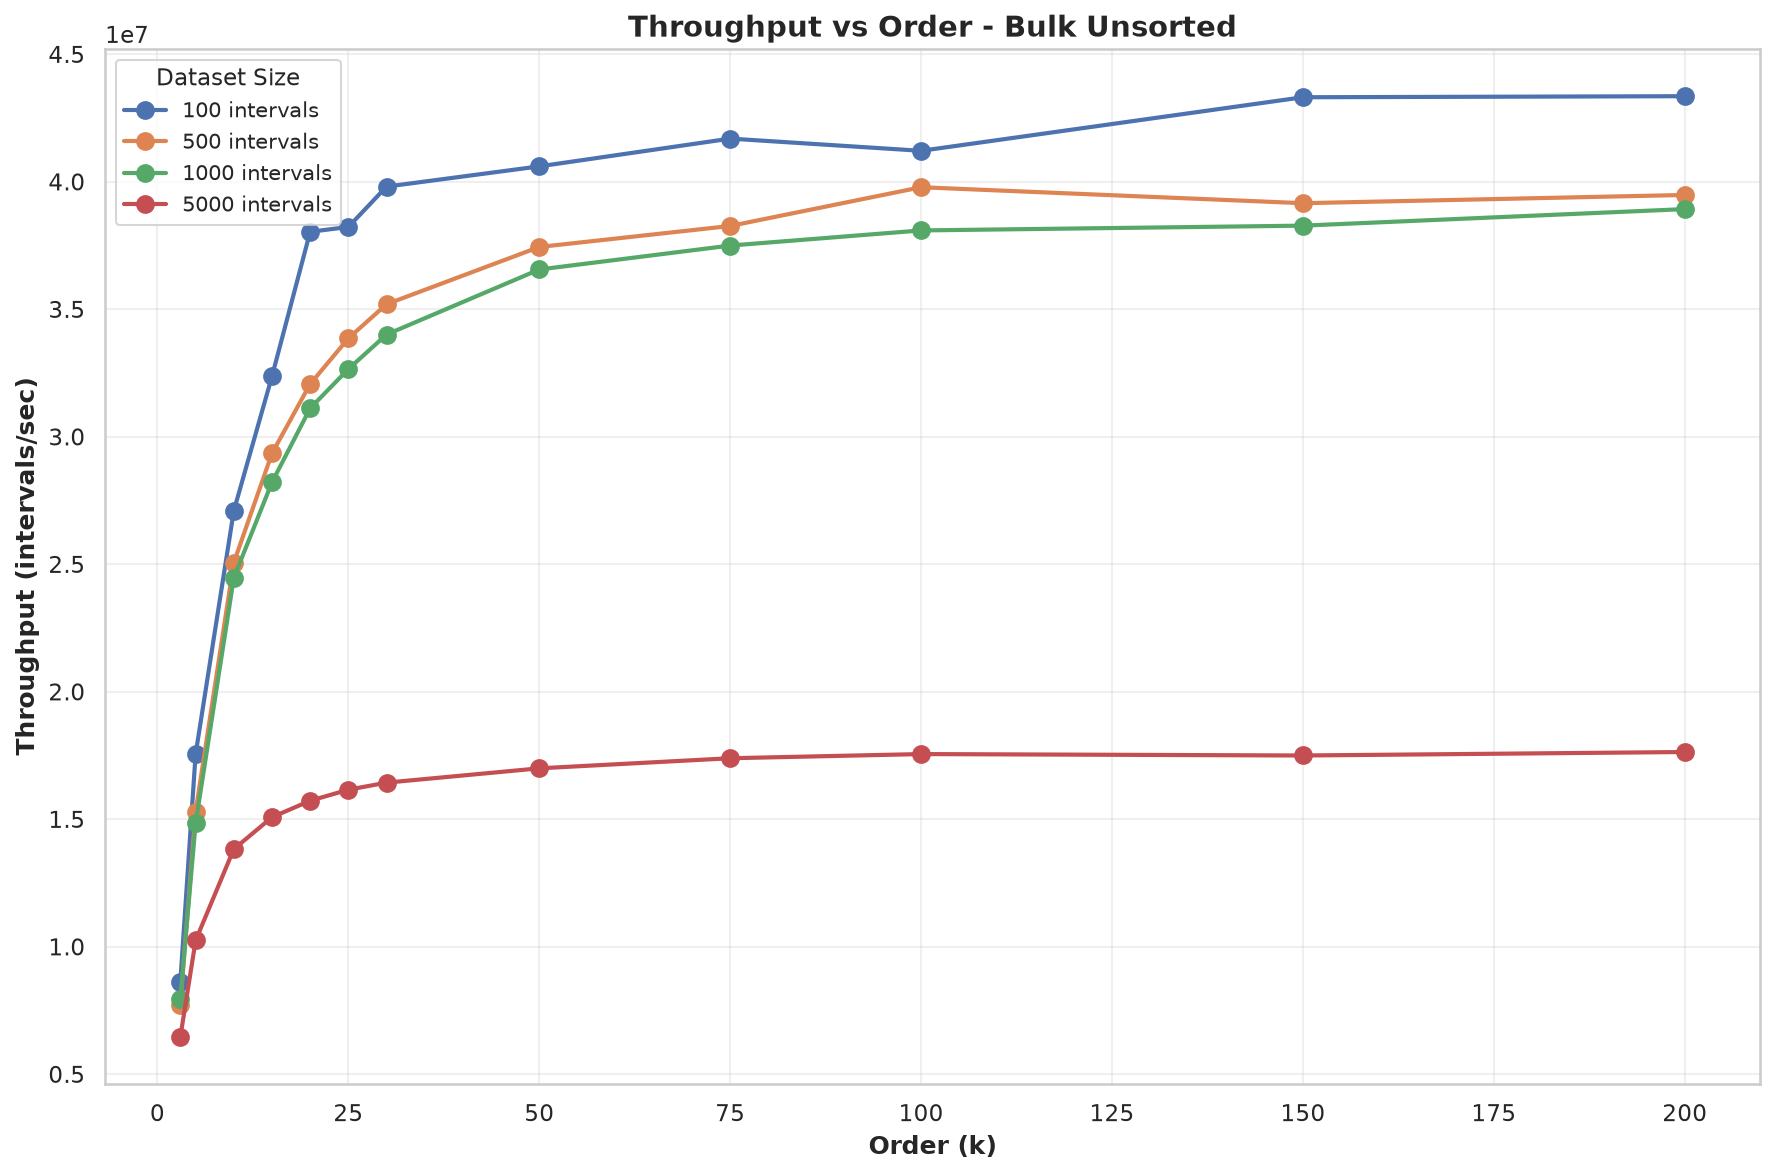 Throughput vs Order - Bulk Unsorted
1e7
Dataset Size
100 intervals
500 intervals
1000 intervals
5000 intervals
4.5
4.0
3.5
3.0
2.5
2.0
1.5
1.0
0.5
Throughput (intervals/sec)
0 25 50 75 100 125 150 175 200
Order (k)